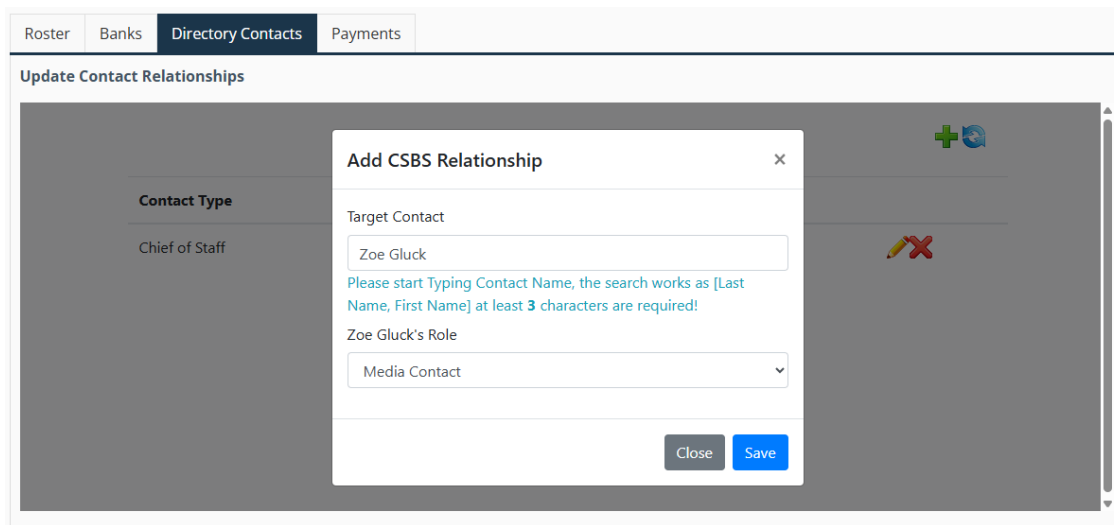 Roster Banks Directory Contacts Payments
Update Contact Relationships
Add CSBS Relationship ×
Contact Type
Target Contact
Chief of Staff
Zoe Gluck
Please start Typing Contact Name, the search works as [Last
Name, First Name] at least 3 characters are required!
Zoe Gluck's Role
Media Contact
Close Save